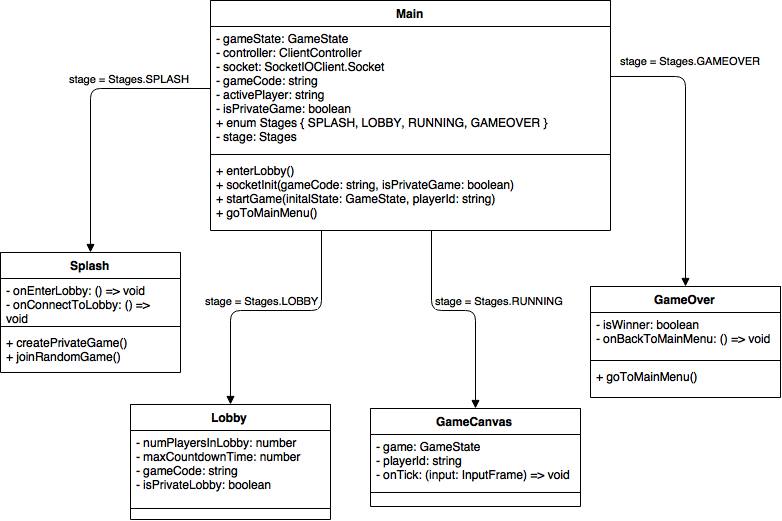 Main
- gameState: GameState
- controller: ClientController
- socket: SocketIOClient.Socket
- gameCode: string
- activePlayer: string
- isPrivateGame: boolean
+ enum Stages { SPLASH, LOBBY, RUNNING, GAMEOVER }
- stage: Stages
+ enterLobby()
+ socketInit(gameCode: string, isPrivateGame: boolean)
+ startGame(initalState: GameState, playerId: string)
+ goToMainMenu()
stage = Stages.SPLASH
stage = Stages.GAMEOVER
stage = Stages.LOBBY
stage = Stages.RUNNING
Splash
- onEnterLobby: () => void
- onConnectToLobby: () =>
void
+ createPrivateGame()
+ joinRandomGame()
Lobby
- numPlayersInLobby: number
- maxCountdownTime: number
- gameCode: string
- isPrivateLobby: boolean
GameCanvas
- game: GameState
- playerId: string
- onTick: (input: InputFrame) => void
GameOver
- isWinner: boolean
- onBackToMainMenu: () => void
+ goToMainMenu()